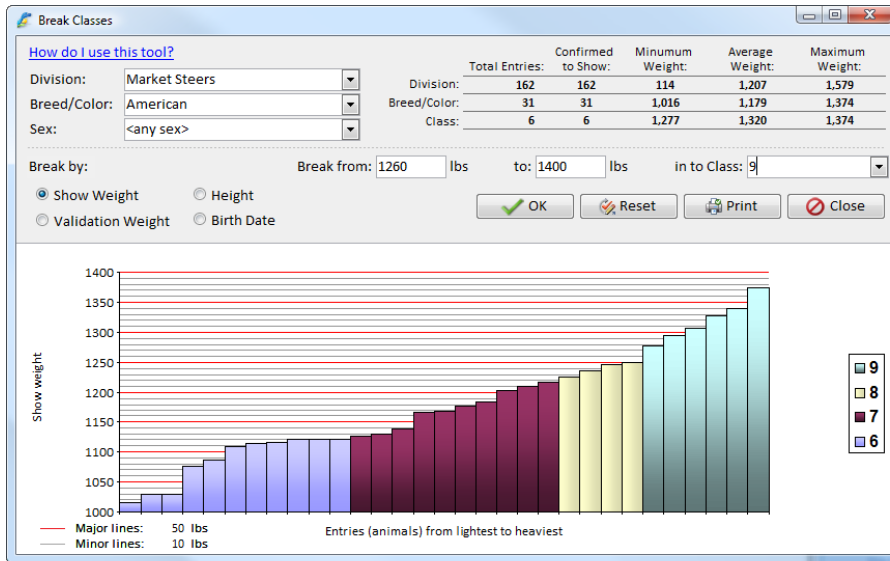 Break Classes
How do I use this tool?
Division: Market Steers
Breed/Color: American
Sex: <any sex>
Total Entries: Confirmed to Show: Minumum Weight: Average Weight: Maximum Weight:
Division: 162 162 114 1,207 1,579
Breed/Color: 31 31 1,016 1,179 1,374
Class: 6 6 1,277 1,320 1,374
Break by: Break from: 1260 lbs to: 1400 lbs in to Class: 9
Show Weight Height
Validation Weight Birth Date
OK Reset Print Close
Show weight
1400
1350
1300
1250
1200
1150
1100
1050
1000
9
8
7
6
Major lines: 50 lbs
Minor lines: 10 lbs
Entries (animals) from lightest to heaviest